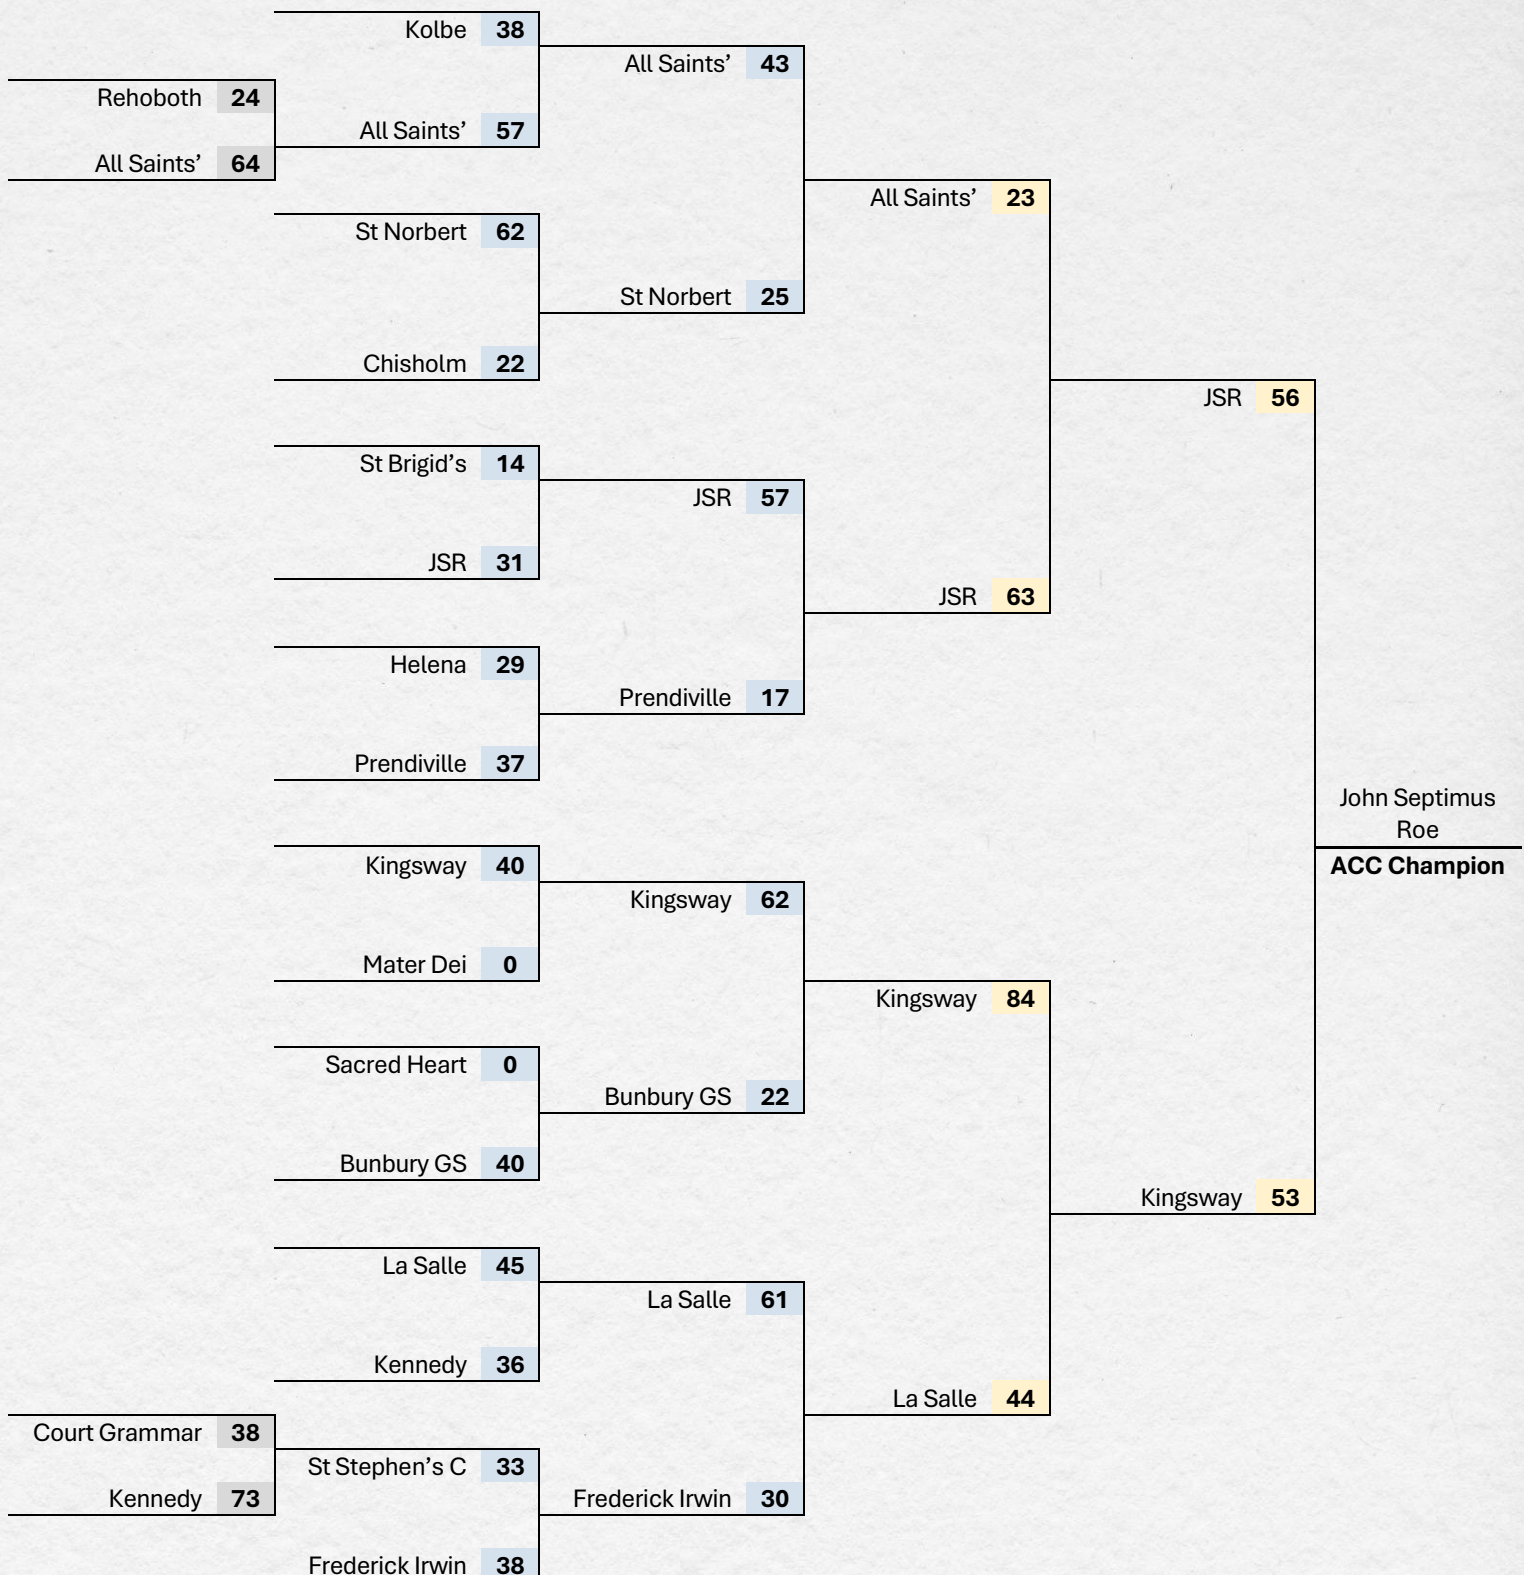 Kolbe 38
All Saints’ 43
Rehoboth 24
All Saints’ 57
All Saints’ 64
All Saints’ 23
St Norbert 62
St Norbert 25
Chisholm 22
JSR 56
St Brigid’s 14
JSR 57
JSR 31
JSR 63
Helena 29
Prendiville 17
Prendiville 37
John Septimus
Roe
ACC Champion
Kingsway 40
Kingsway 62
Mater Dei 0
Kingsway 84
Sacred Heart 0
Bunbury GS 22
Bunbury GS 40
Kingsway 53
La Salle 45
La Salle 61
Kennedy 36
La Salle 44
Court Grammar 38
St Stephen’s C 33
Kennedy 73
Frederick Irwin 30
Frederick Irwin 38